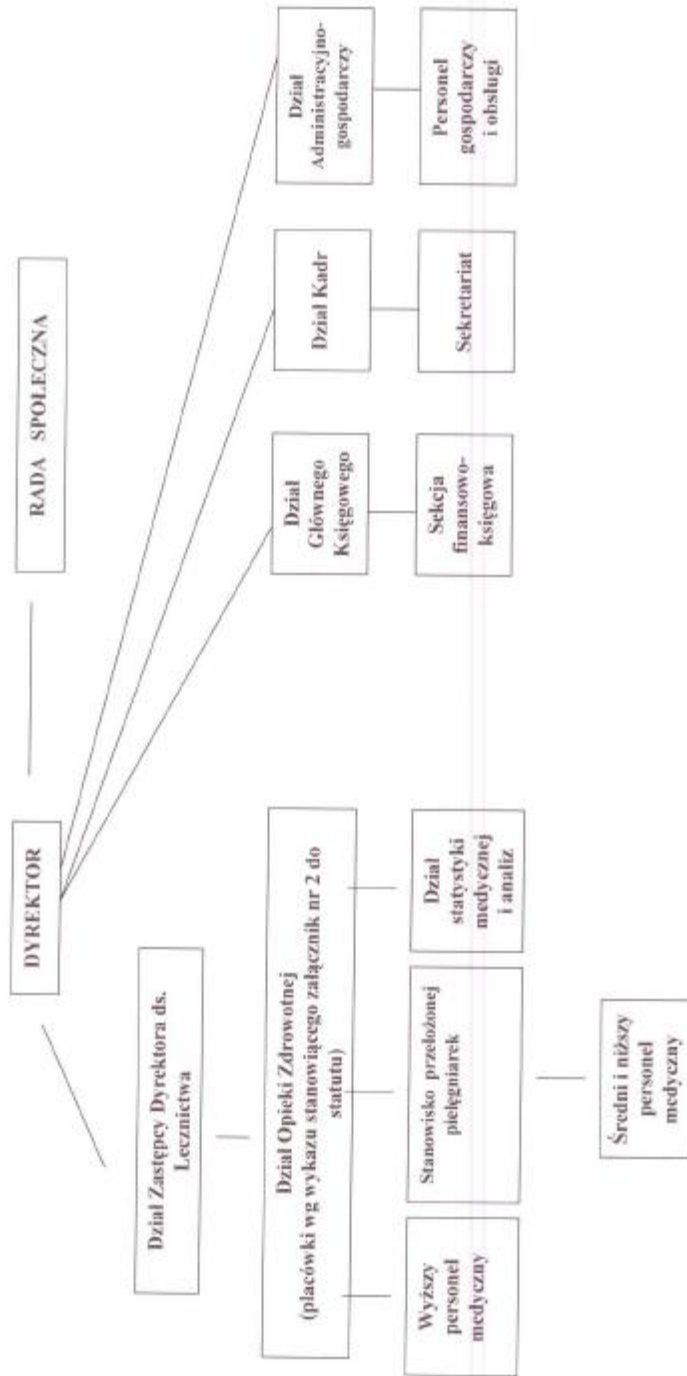 RADA SPOŁECZNA
DYREKTOR
Dział Zastępcy Dyrektora ds.
Lecznictwa
Dział Opieki Zdrowotnej
(placówki wg wykazu stanowiącego załącznik nr 2 do
statutu)
Dział
Głównego
Księgowego
Dział Kadr
Dział
Administracyjno-
gospodarczy
Wyższy
personel
medyczny
Stanowisko przełożonej
pielęgniarek
Dział
statystyki
medycznej
i analiz
Sekcja
finansowo-
księgowa
Sekretariat
Personel
gospodarczy
i obsługi
Średni i niższy
personel
medyczny